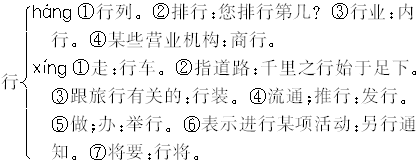 háng ①行列。②排行:您排行第几? ③行业:内
行。④某些营业机构:商行。
行
xíng ①走:行车。②指道路:千里之行始于足下。
③跟旅行有关的:行装。④流通;推行:发行。
⑤做;办:举行。⑥表示进行某项活动:另行通
知。⑦将要:行将。